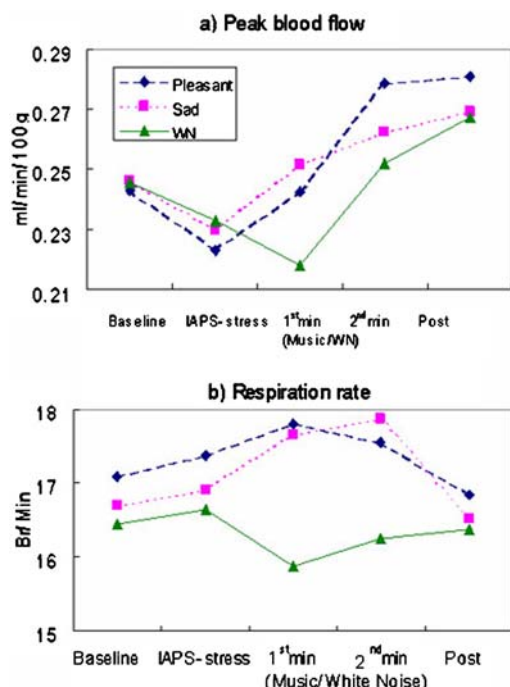 a) Peak blood flow
0.29
0.27
0.25
0.23
0.21
ml/min/100g
Pleasant
Sad
WN
Baseline IAPS-stress 1st min 2nd min Post
(Music/WN)
b) Respiration rate
18
17
16
15
Br/Min
Baseline IAPS-stress 1st min 2nd min Post
(Music/White Noise)